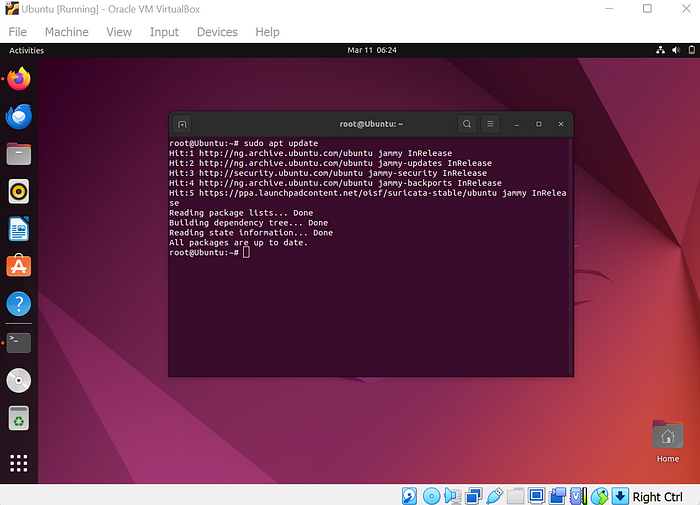 Ubuntu [Running] - Oracle VM VirtualBox
File Machine View Input Devices Help
Activities Mar 11 06:24
root@Ubuntu: ~
root@Ubuntu:~# sudo apt update
Hit:1 http://ng.archive.ubuntu.com/ubuntu jammy InRelease
Hit:2 http://ng.archive.ubuntu.com/ubuntu jammy-updates InRelease
Hit:3 http://security.ubuntu.com/ubuntu jammy-security InRelease
Hit:4 http://ng.archive.ubuntu.com/ubuntu jammy-backports InRelease
Hit:5 https://ppa.launchpadcontent.net/oisf/suricata-stable/ubuntu jammy InRelea
se
Reading package lists... Done
Building dependency tree... Done
Reading state information... Done
All packages are up to date.
root@Ubuntu:~#
Home
Right Ctrl